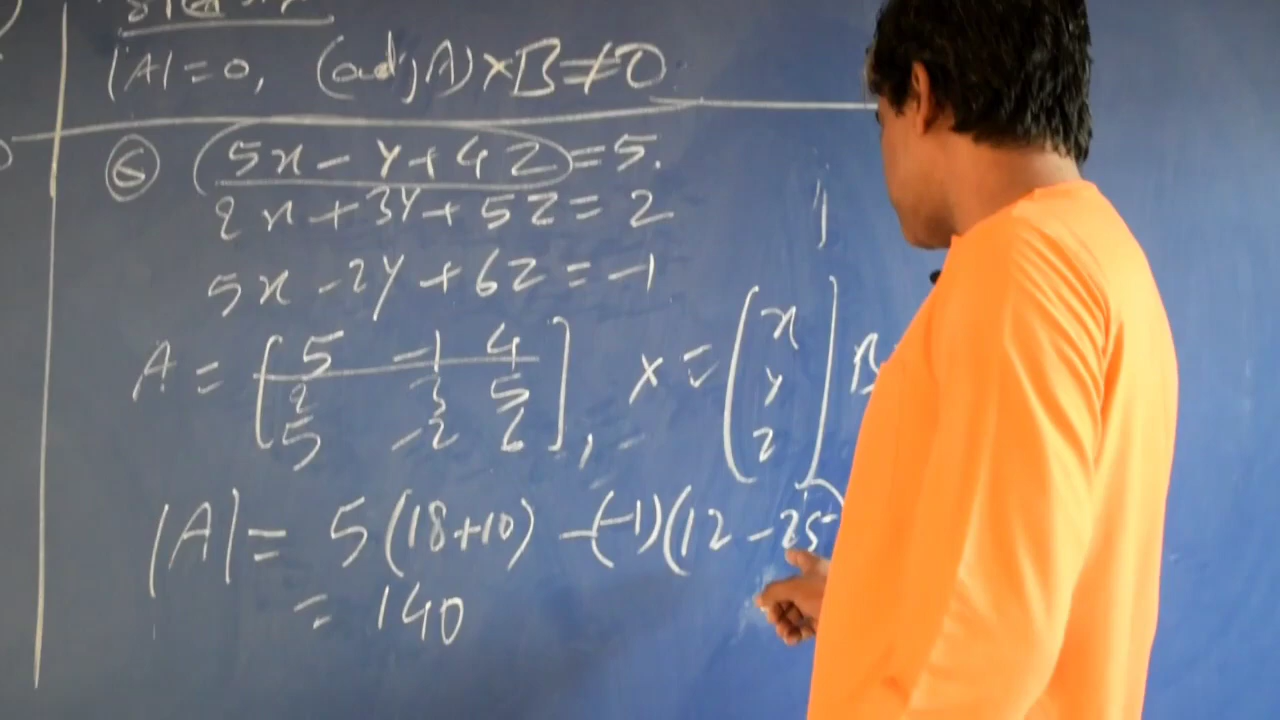 |A| = 0, (adj A) × B ≠ 0
⑥ (5x - y + 4z) = 5.
2x + 3y + 5z = 2
5x - 2y + 6z = -1
A = [5 -1 4
2 3 5
5 -2 6], X = [x
y
z] B
|A| = 5(18+10) - (-1)(12 - 25)
= 140